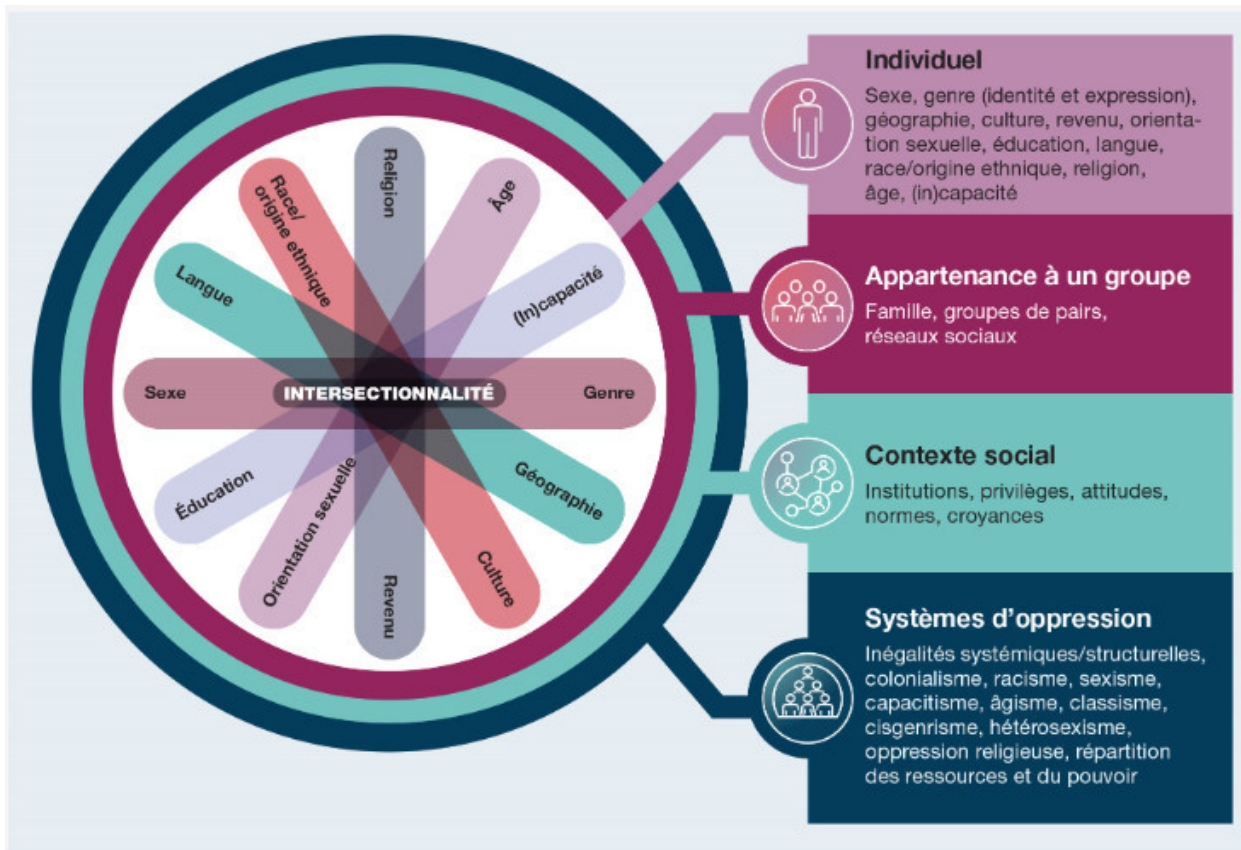 Religion
Âge
(In)capacité
Genre
Géographie
Culture
Revenu
Orientation sexuelle
Éducation
Sexe
Langue
Race/
origine ethnique
INTERSECTIONNALITÉ
Individuel
Sexe, genre (identité et expression),
géographie, culture, revenu, orienta-
tion sexuelle, éducation, langue,
race/origine ethnique, religion,
âge, (in)capacité
Appartenance à un groupe
Famille, groupes de pairs,
réseaux sociaux
Contexte social
Institutions, privilèges, attitudes,
normes, croyances
Systèmes d’oppression
Inégalités systémiques/structurelles,
colonialisme, racisme, sexisme,
capacitisme, âgisme, classisme,
cisgenrisme, hétérosexisme,
oppression religieuse, répartition
des ressources et du pouvoir